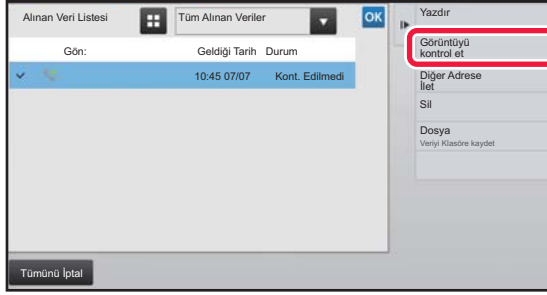 Alınan Veri Listesi
Tüm Alınan Veriler
OK
Gön:
Geldiği Tarih
Durum
10:45 07/07
Kont. Edilmedi
Yazdır
Görüntüyü
kontrol et
Diğer Adrese
İlet
Sil
Dosya
Veriyi Klasöre kaydet
Tümünü İptal